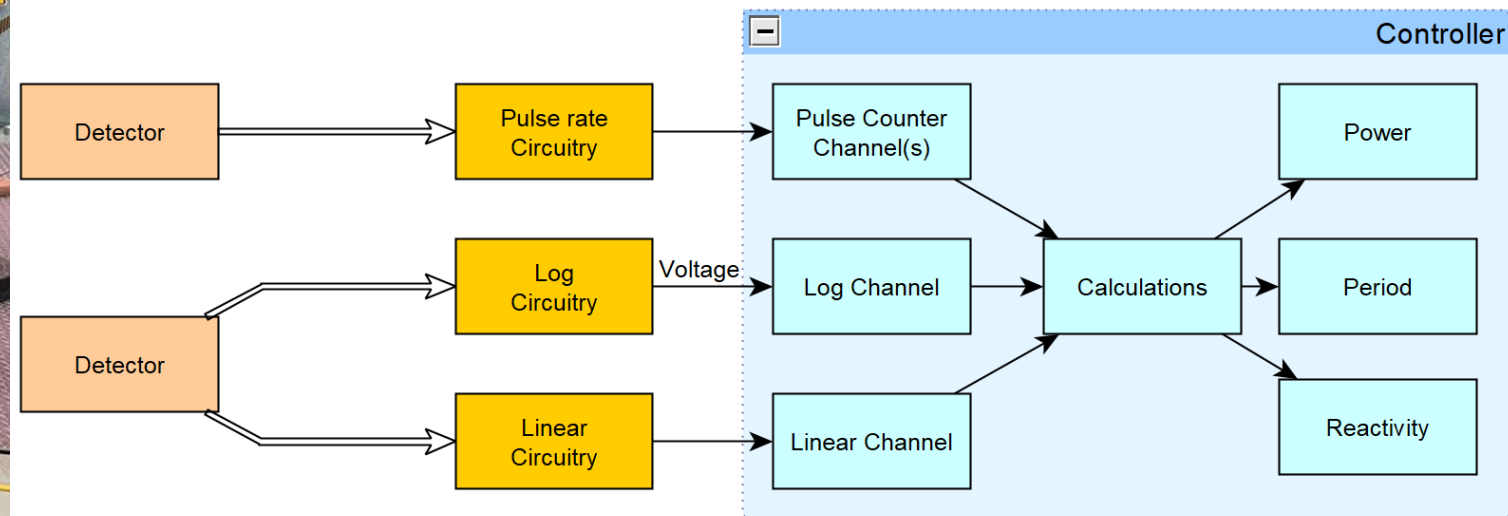 Controller
Detector
Pulse rate
Circuitry
Pulse Counter
Channel(s)
Power
Log
Circuitry
Voltage
Log Channel
Calculations
Period
Detector
Linear
Circuitry
Linear Channel
Reactivity